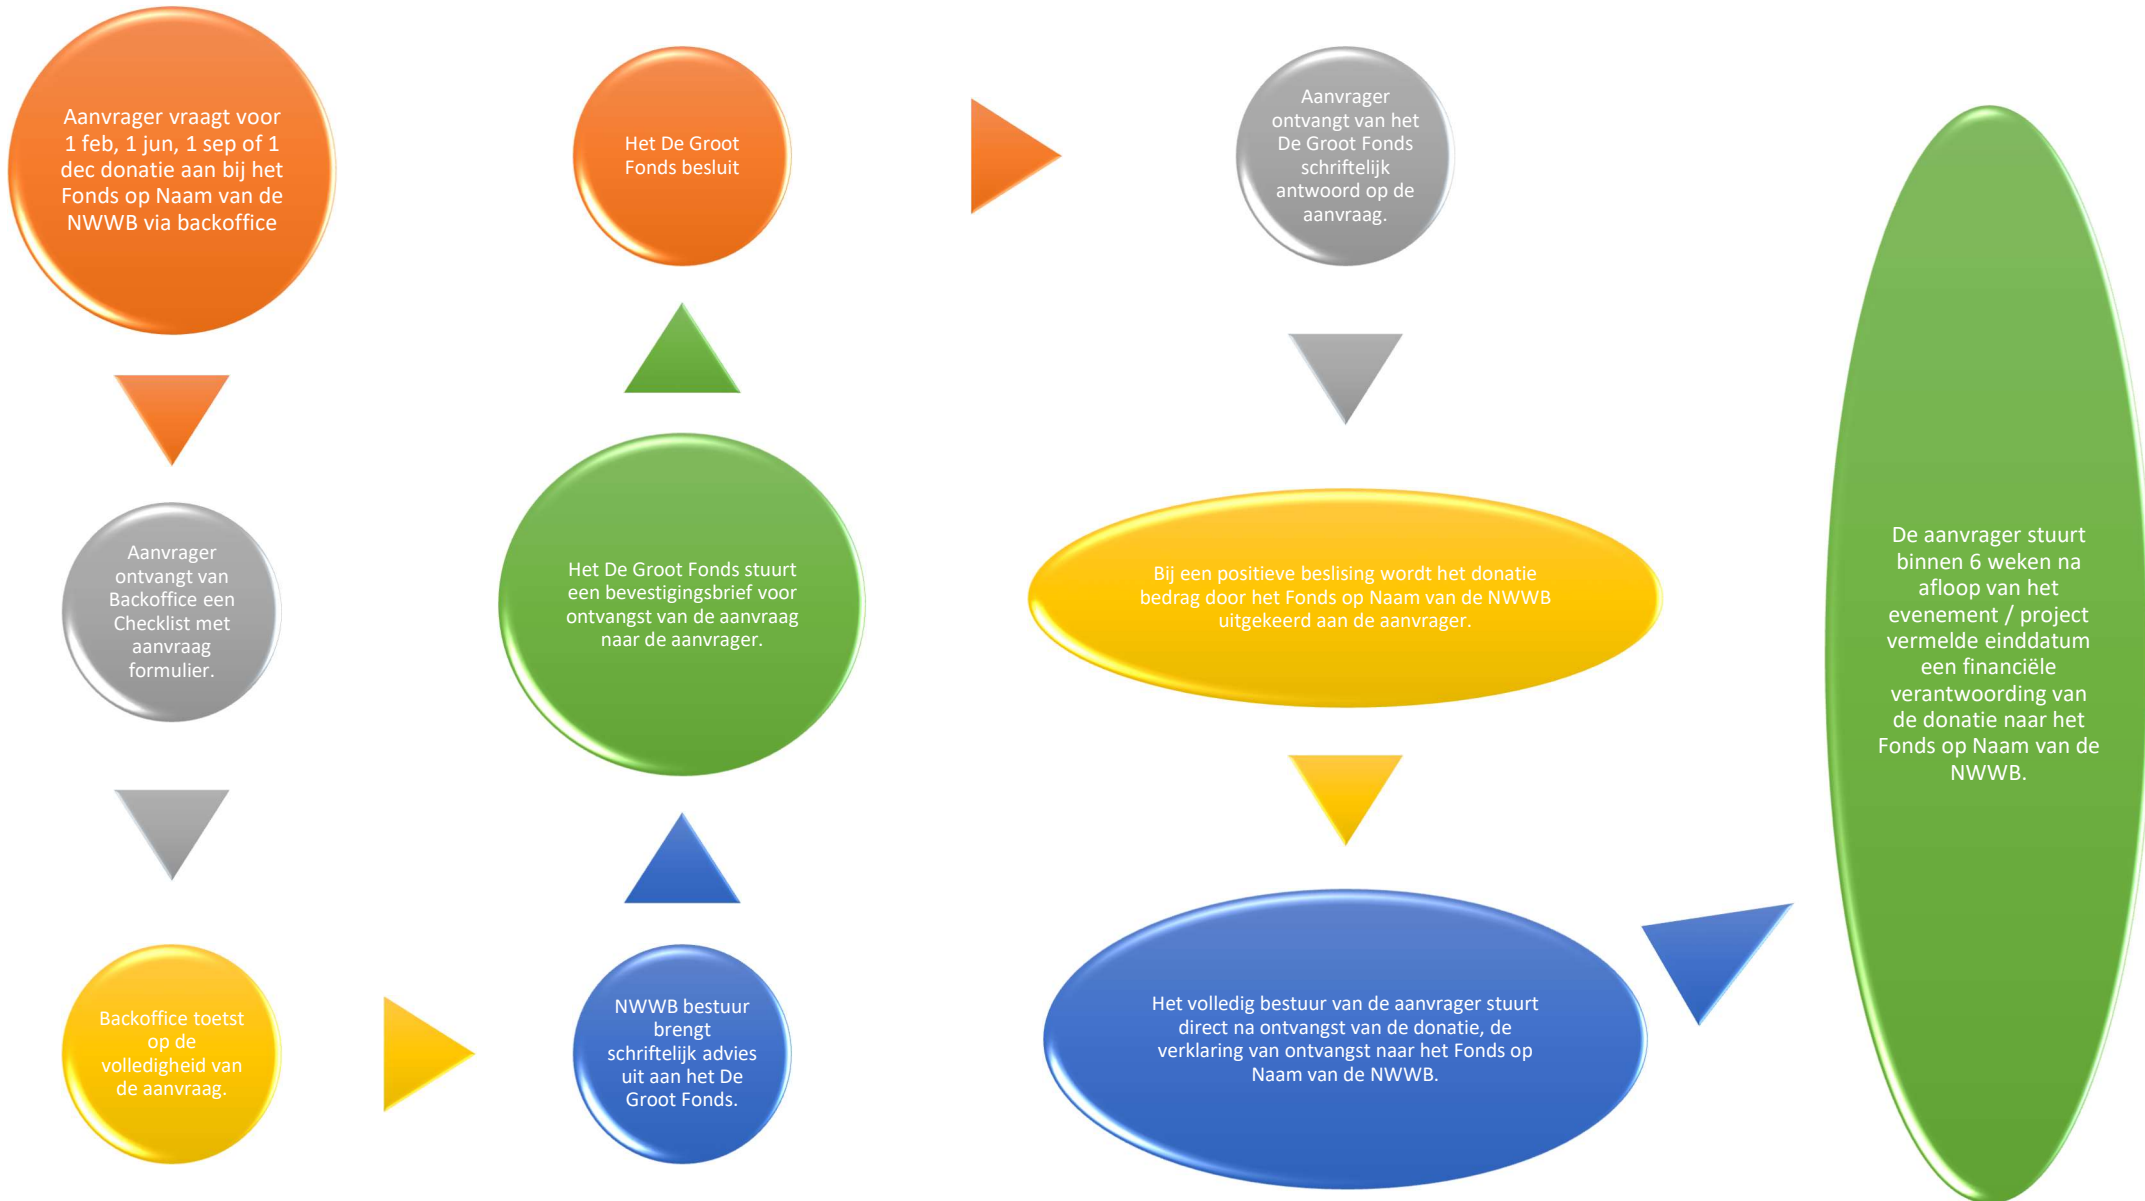 Aanvrager vraagt voor
1 feb, 1 jun, 1 sep of 1
dec donatie aan bij het
Fonds op Naam van de
NWWB via backoffice
Aanvrager
ontvangt van
Backoffice een
Checklist met
aanvraag
formulier.
Backoffice toetst
op de
volledigheid van
de aanvraag.
NWWB bestuur
brengt
schriftelijk advies
uit aan het De
Groot Fonds.
Het De Groot Fonds stuurt
een bevestigingsbrief voor
ontvangst van de aanvraag
naar de aanvrager.
Het De Groot
Fonds besluit
Aanvrager
ontvangt van het
De Groot Fonds
schriftelijk
antwoord op de
aanvraag.
Bij een positieve beslising wordt het donatie
bedrag door het Fonds op Naam van de NWWB
uitgekeerd aan de aanvrager.
Het volledig bestuur van de aanvrager stuurt
direct na ontvangst van de donatie, de
verklaring van ontvangst naar het Fonds op
Naam van de NWWB.
De aanvrager stuurt
binnen 6 weken na
afloop van het
evenement / project
vermelde einddatum
een financiële
verantwoording van
de donatie naar het
Fonds op Naam van de
NWWB.